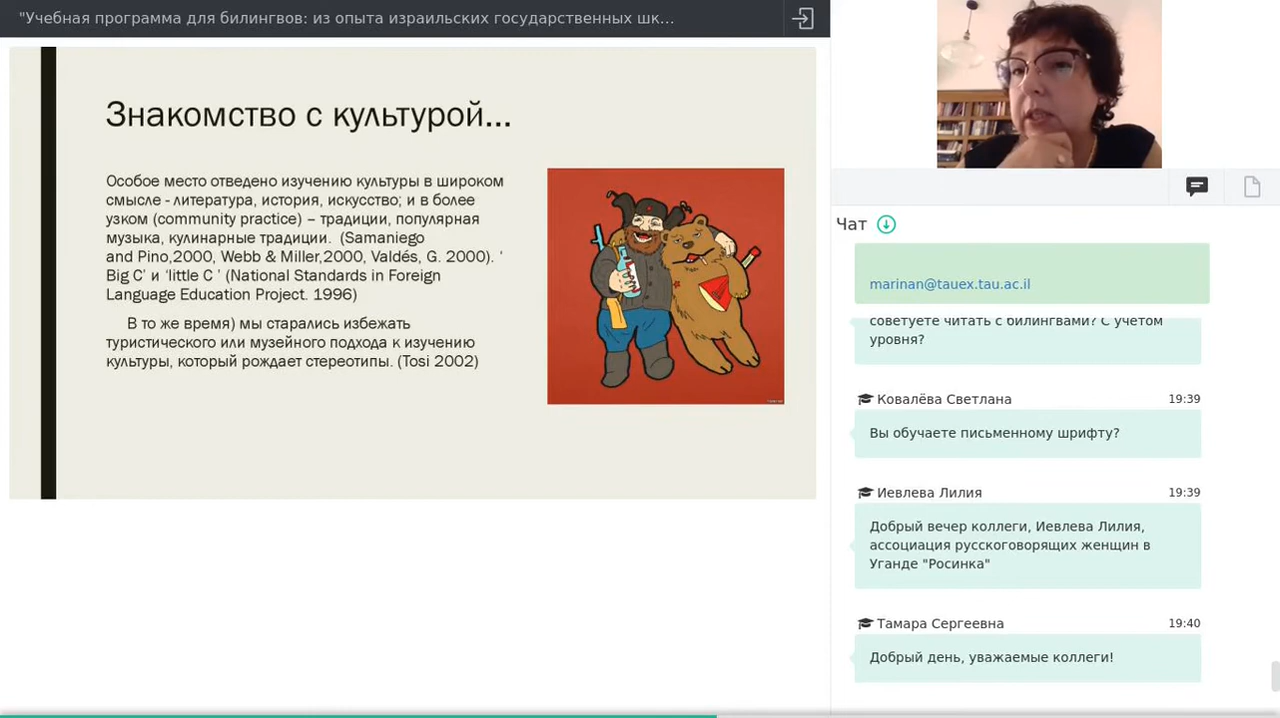 "Учебная программа для билингвов: из опыта израильских государственных шк...
Знакомство с культурой...
Особое место отведено изучению культуры в широком
смысле - литература, история, искусство; и в более
узком (community practice) – традиции, популярная
музыка, кулинарные традиции.  (Samaniego
and Pino,2000, Webb & Miller,2000, Valdés, G. 2000). '
Big C' и 'little C ' (National Standards in Foreign
Language Education Project. 1996)
В то же время) мы старались избежать
туристического или музейного подхода к изучению
культуры, который рождает стереотипы. (Tosi 2002)
Чат
marinan@tauex.tau.ac.il
советуете читать с билингвами? С учетом
уровня?
Ковалёва Светлана 19:39
Вы обучаете письменному шрифту?
Иевлева Лилия 19:39
Добрый вечер коллеги, Иевлева Лилия,
ассоциация русскоговорящих женщин в
Уганде "Росинка"
Тамара Сергеевна 19:40
Добрый день, уважаемые коллеги!